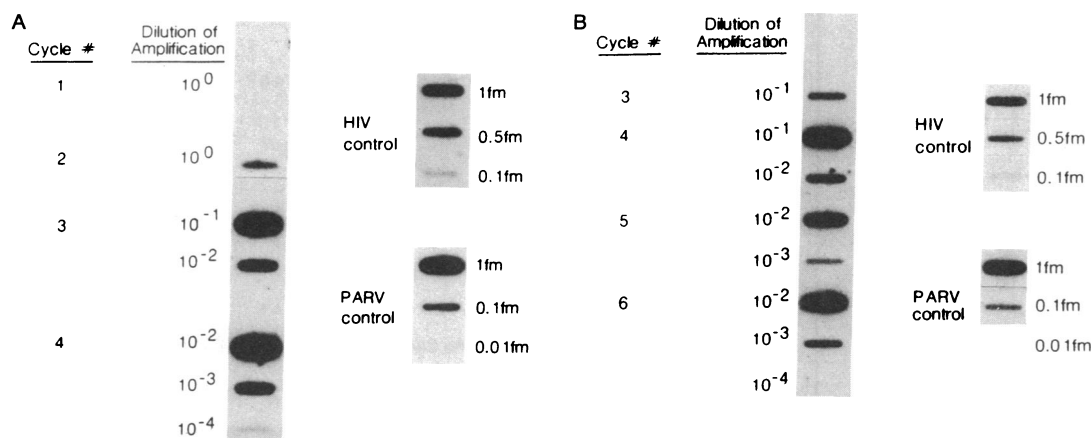 A
Cycle #
Dilution of
Amplification
1
10⁰
2
10⁰
3
10⁻¹
10⁻²
4
10⁻²
10⁻³
10⁻⁴
HIV
control
1fm
0.5fm
0.1fm
PARV
control
1fm
0.1fm
0.01fm
B
Cycle #
Dilution of
Amplification
3
10⁻¹
4
10⁻¹
10⁻²
5
10⁻²
10⁻³
6
10⁻²
10⁻³
10⁻⁴
HIV
control
1fm
0.5fm
0.1fm
PARV
control
1fm
0.1fm
0.01fm